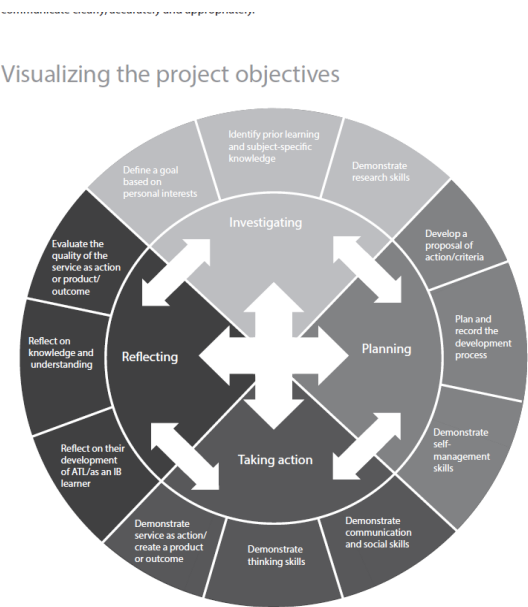 communicate clearly, accurately and appropriately.
Visualizing the project objectives
Identify prior learning
and subject-specific
knowledge
Define a goal
based on
personal interests
Demonstrate
research skills
Investigating
Evaluate the
quality of the
service as action
or product/
outcome
Develop a
proposal of
action/criteria
Reflect on
knowledge and
understanding
Reflecting
Planning
Plan and
record the
development
process
Reflect on their
development
of ATL/as an IB
learner
Taking action
Demonstrate
self-
management
skills
Demonstrate
service as action/
create a product
or outcome
Demonstrate
thinking skills
Demonstrate
communication
and social skills